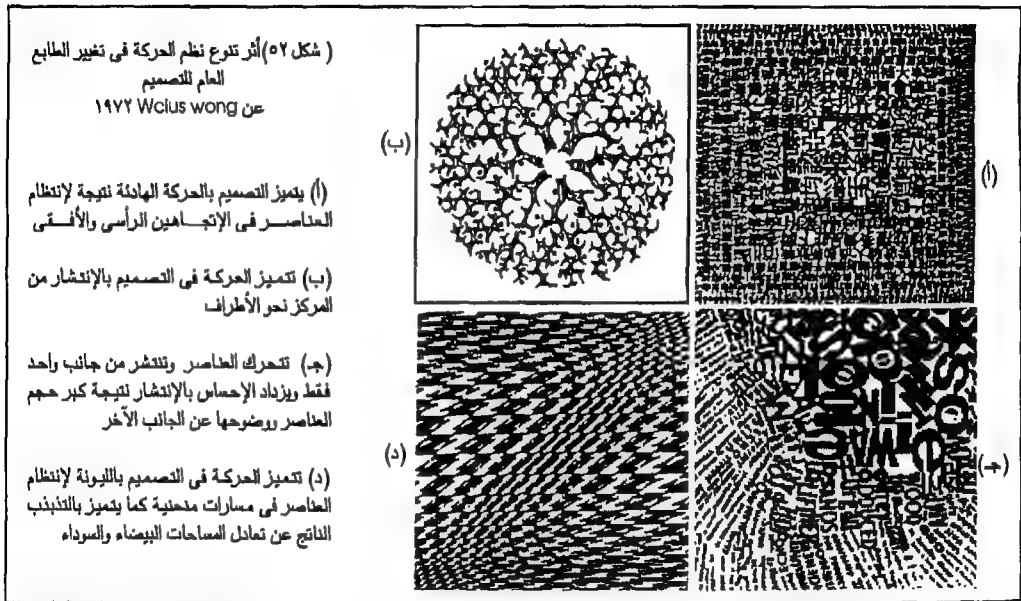 ( شكل ٥٢) أثر تنوع نظم الحركة فى تغيير الطابع
العام للتصميم
عن Wcius wong ١٩٧٢
(أ) يتميز التصميم بالحركة الهادئة نتيجة لإنتظام
العناصر فى الإتجاهين الرأسى والأفقى
(ب) تتميز الحركة فى التصميم بالإنتشار من
المركز نحو الأطراف
(جـ) تتحرك العناصر وتنتشر من جانب واحد
فقط ويزداد الإحساس بالإنتشار نتيجة كبر حجم
العناصر ووضوحها عن الجانب الآخر
(د) تتميز الحركة فى التصميم بالليونة لإنتظام
العناصر فى مسارات منحنية كما يتميز بالتذبذب
الناتج عن تعادل المساحات البيضاء والسوداء
(أ)
(ب)
(جـ)
(د)